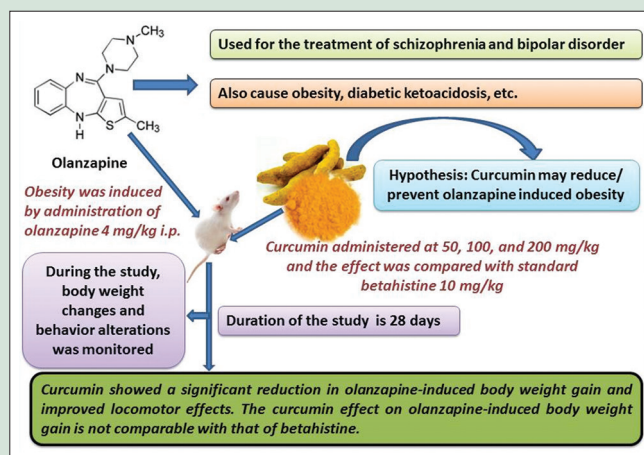 CH₃
N
N
N
N
H
S
CH₃
Olanzapine
Used for the treatment of schizophrenia and bipolar disorder
Also cause obesity, diabetic ketoacidosis, etc.
Hypothesis: Curcumin may reduce/
prevent olanzapine induced obesity
Obesity was induced
by administration of
olanzapine 4 mg/kg i.p.
Curcumin administered at 50, 100, and 200 mg/kg
and the effect was compared with standard
betahistine 10 mg/kg
During the study,
body weight
changes and
behavior alterations
was monitored
Duration of the study is 28 days
Curcumin showed a significant reduction in olanzapine-induced body weight gain and
improved locomotor effects. The curcumin effect on olanzapine-induced body weight
gain is not comparable with that of betahistine.